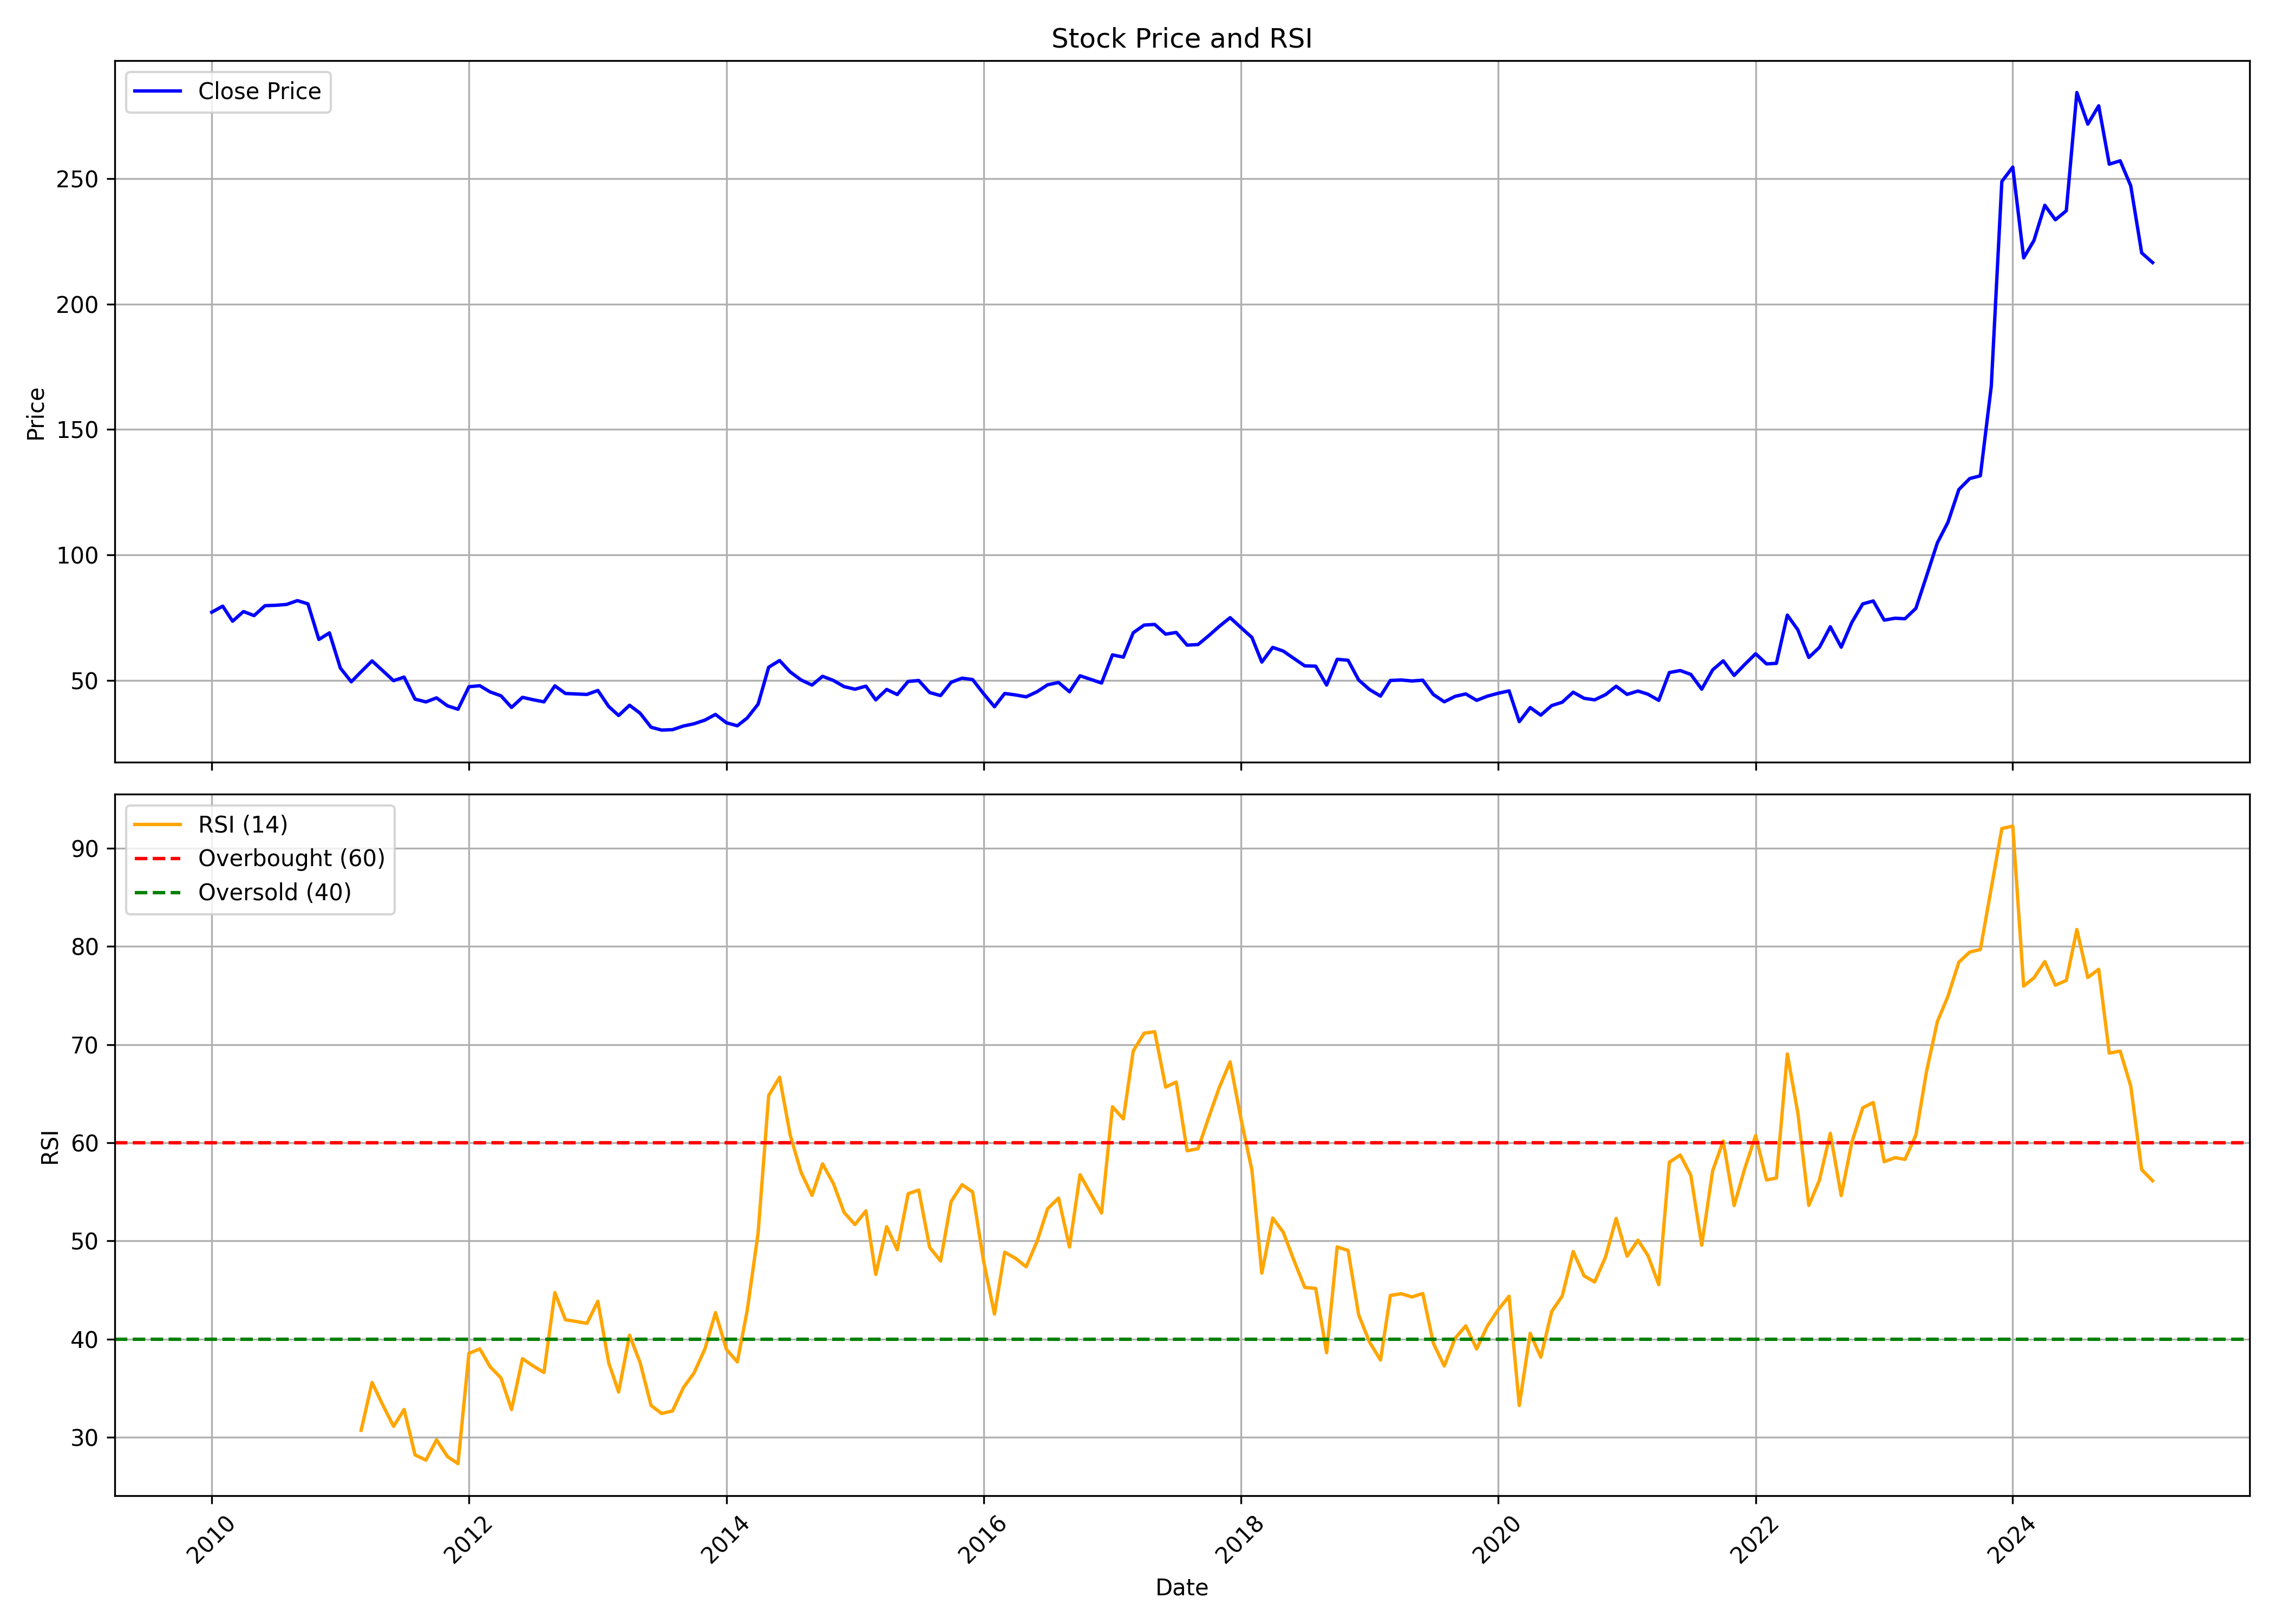 Stock Price and RSI
Close Price
Price
250
200
150
100
50
RSI (14)
Overbought (60)
Oversold (40)
RSI
90
80
70
60
50
40
30
2010
2012
2014
2016
2018
2020
2022
2024
Date